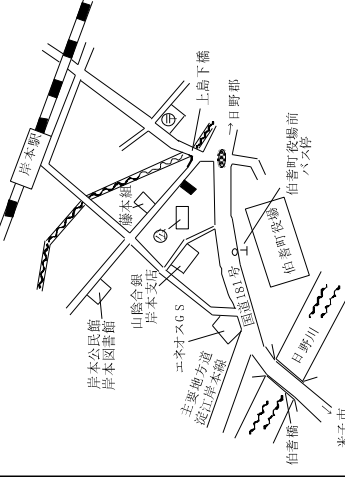 岸本駅
上島下橋
→日野郡
伯耆町役場前
バス停
藤本組
伯耆町役場
山陰合銀
岸本支店
国道181号
岸本公民館
岸本図書館
エネオスGS
主要地方道
淀江岸本線
日野川
伯耆橋
米子市